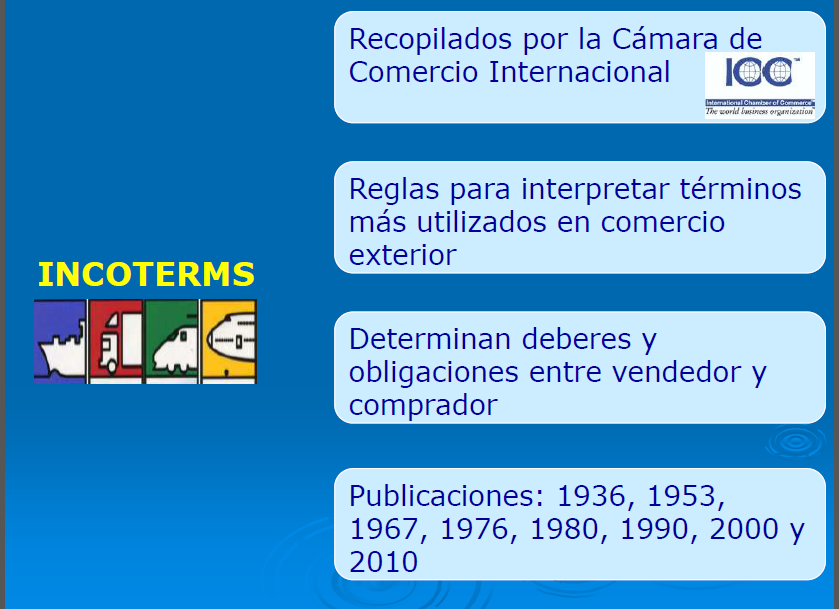 Recopilados por la Cámara de
Comercio Internacional
ICC
International Chamber of Commerce
The world business organization
Reglas para interpretar términos
más utilizados en comercio
exterior
INCOTERMS
Determinan deberes y
obligaciones entre vendedor y
comprador
Publicaciones: 1936, 1953,
1967, 1976, 1980, 1990, 2000 y
2010